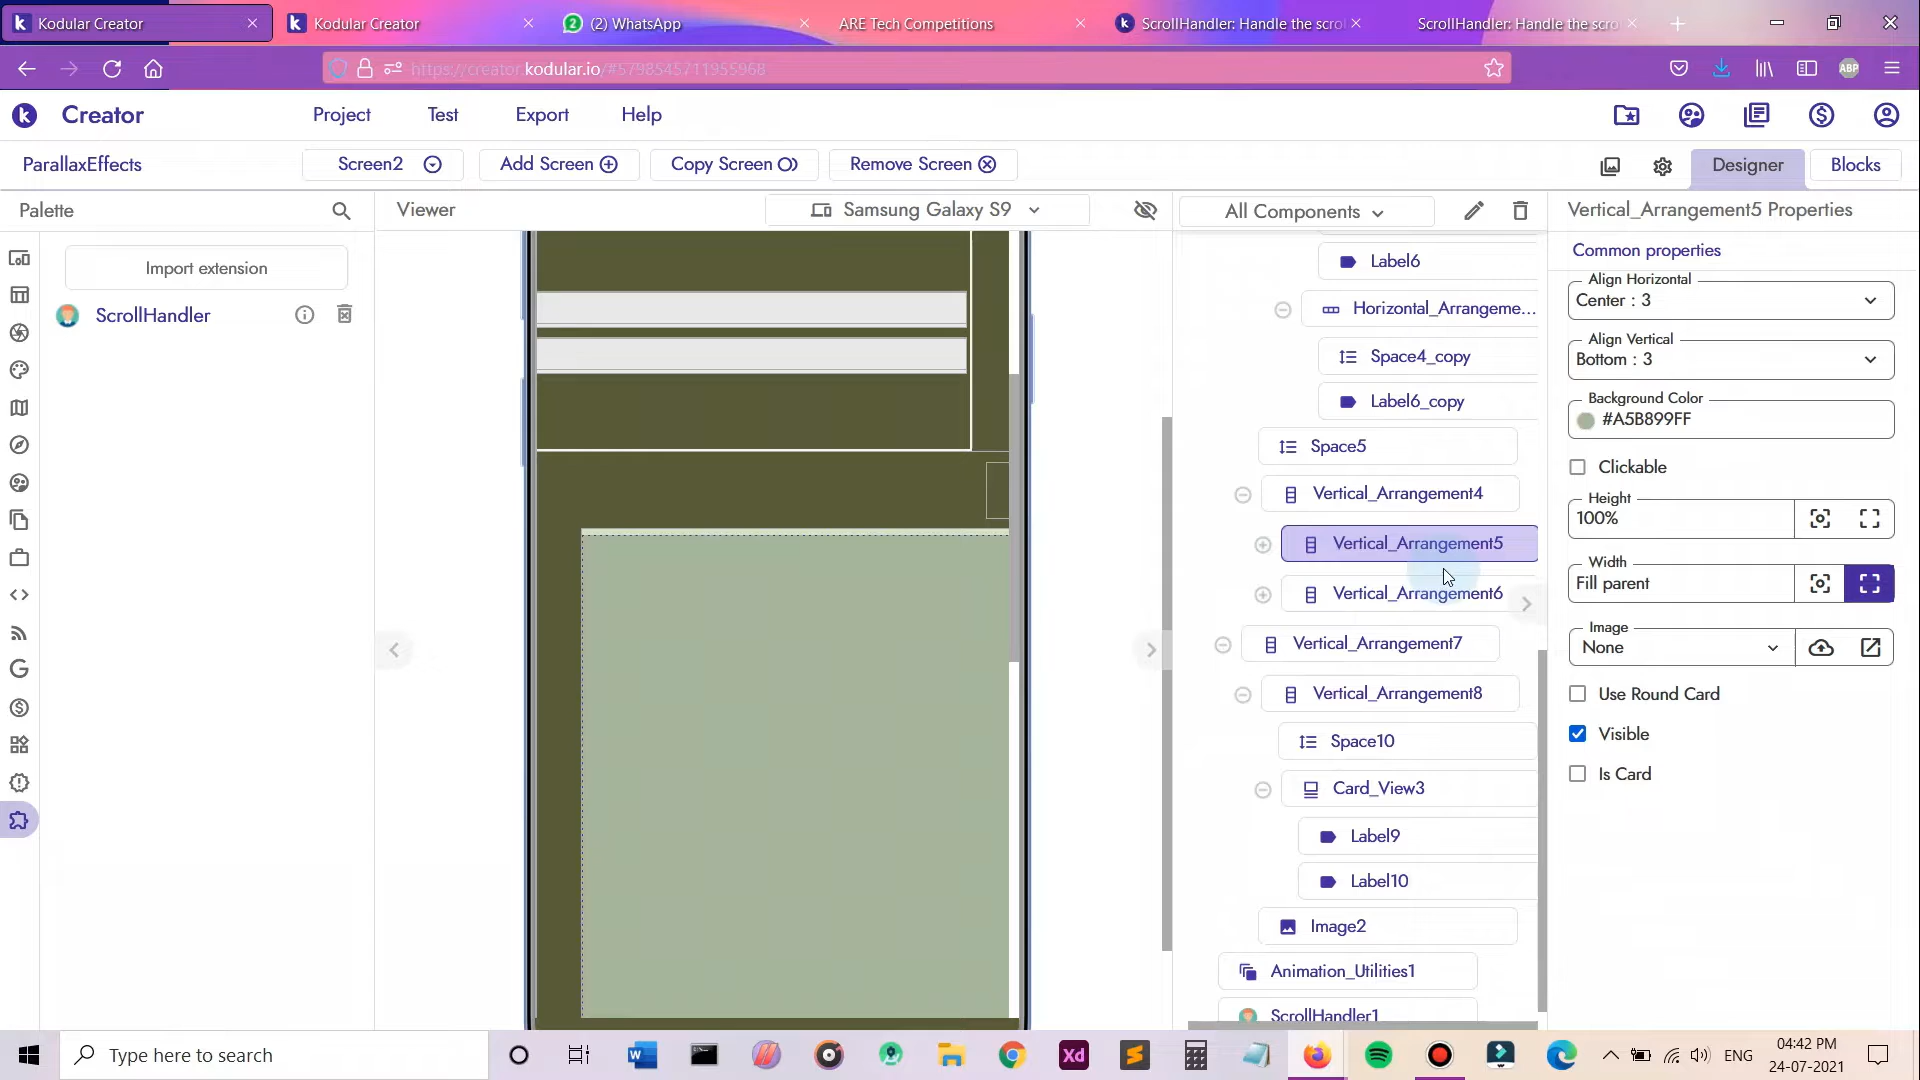 Kodular Creator
Kodular Creator
(2) WhatsApp
ARE Tech Competitions
ScrollHandler: Handle the scro
ScrollHandler: Handle the scro
https://creator.kodular.io/#5798545711955968
ABP
Creator
Project
Test
Export
Help
ParallaxEffects
Screen2
Add Screen
Copy Screen
Remove Screen
Designer
Blocks
Palette
Viewer
Samsung Galaxy S9
All Components
Vertical_Arrangement5 Properties
Import extension
ScrollHandler
Label6
Horizontal_Arrangeme...
Space4_copy
Label6_copy
Space5
Vertical_Arrangement4
Vertical_Arrangement5
Vertical_Arrangement6
Vertical_Arrangement7
Vertical_Arrangement8
Space10
Card_View3
Label9
Label10
Image2
Animation_Utilities1
ScrollHandler1
Common properties
Align Horizontal
Center : 3
Align Vertical
Bottom : 3
Background Color
#A5B899FF
Clickable
Height
100%
Width
Fill parent
Image
None
Use Round Card
Visible
Is Card
Type here to search
ENG
04:42 PM
24-07-2021